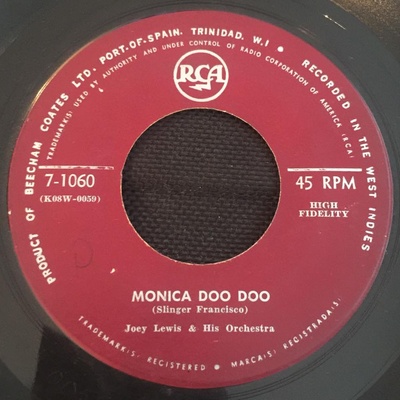 PRODUCT OF BEECHAM COATES LTD. PORT-OF-SPAIN, TRINIDAD, W.I • RECORDED IN THE WEST INDIES
TRADEMARK(S) USED BY AUTHORITY AND UNDER CONTROL OF RADIO CORPORATION OF AMERICA (RCA)
RCA
7-1060
(K08W-0059)
45 RPM
HIGH
FIDELITY
MONICA DOO DOO
(Slinger Francisco)
Joey Lewis & His Orchestra
TRADEMARK(S) REGISTERED • MARCA(S) REGISTRADA(S)